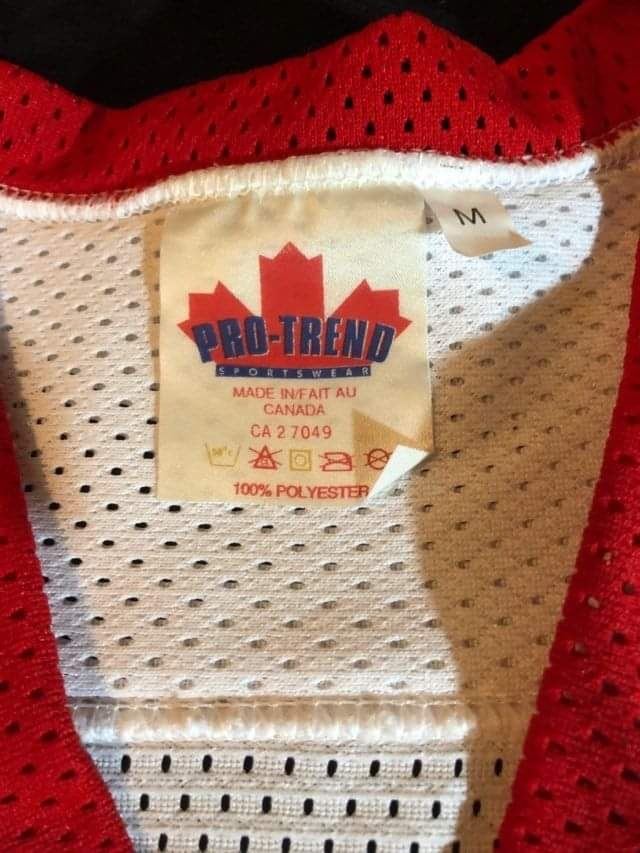 M
PRO-TREND
SPORTSWEAR
MADE IN/FAIT AU
CANADA
CA 2 7049
100% POLYESTER